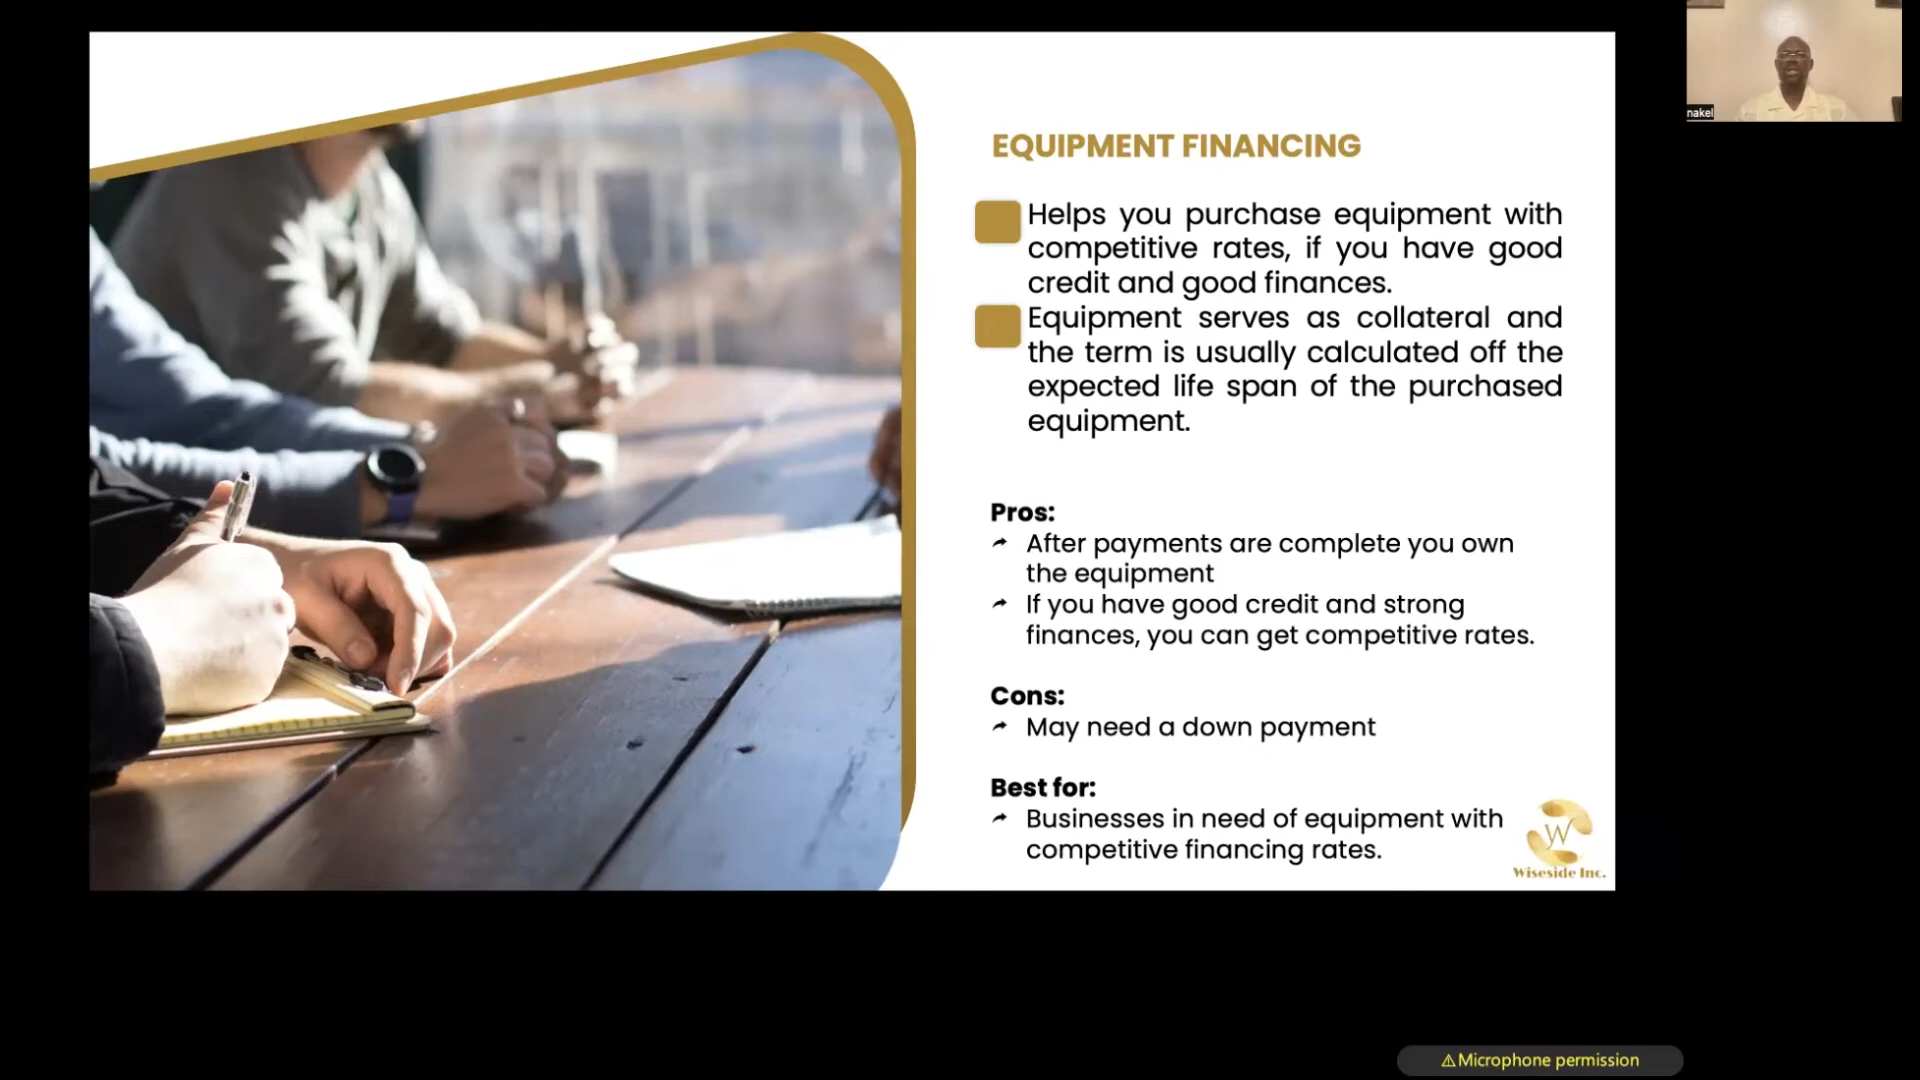 nakel
EQUIPMENT FINANCING
Helps you purchase equipment with
competitive rates, if you have good
credit and good finances.
Equipment serves as collateral and
the term is usually calculated off the
expected life span of the purchased
equipment.
Pros:
After payments are complete you own
the equipment
If you have good credit and strong
finances, you can get competitive rates.
Cons:
May need a down payment
Best for:
Businesses in need of equipment with
competitive financing rates.
W
Wiseside Inc.
⚠Microphone permission